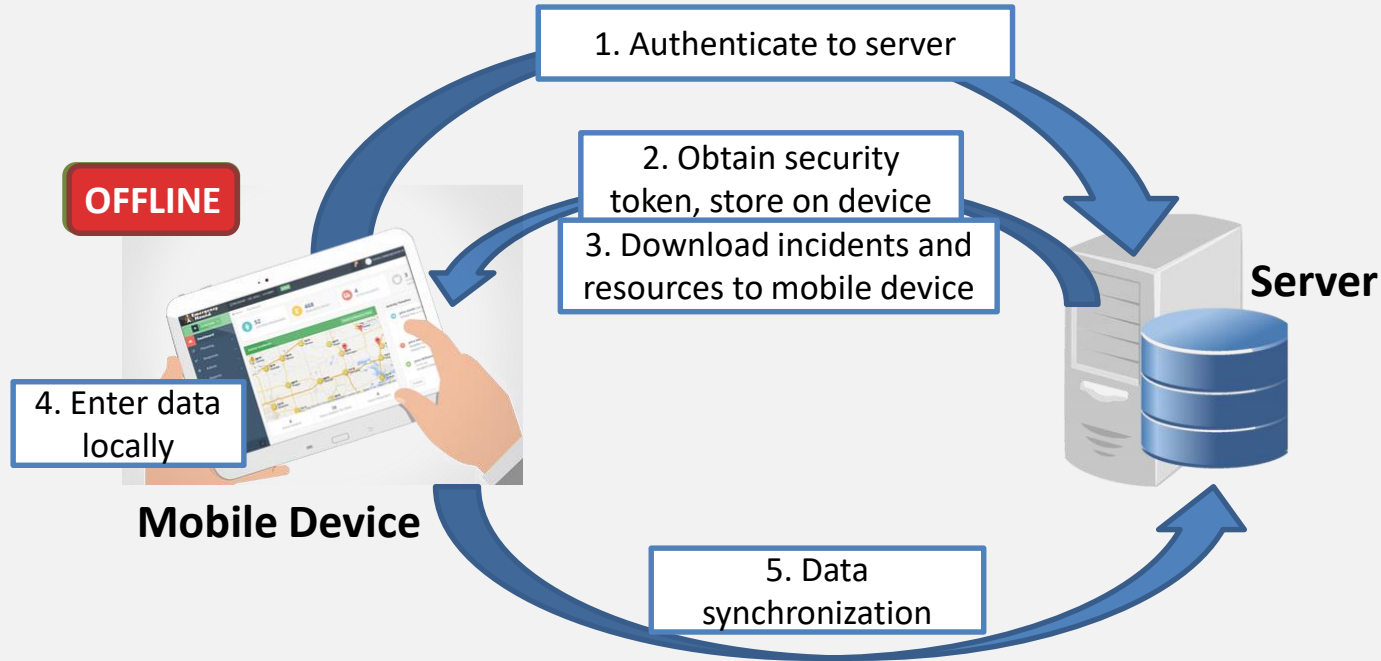 1. Authenticate to server
2. Obtain security
token, store on device
3. Download incidents and
resources to mobile device
OFFLINE
Server
4. Enter data
locally
Mobile Device
5. Data
synchronization